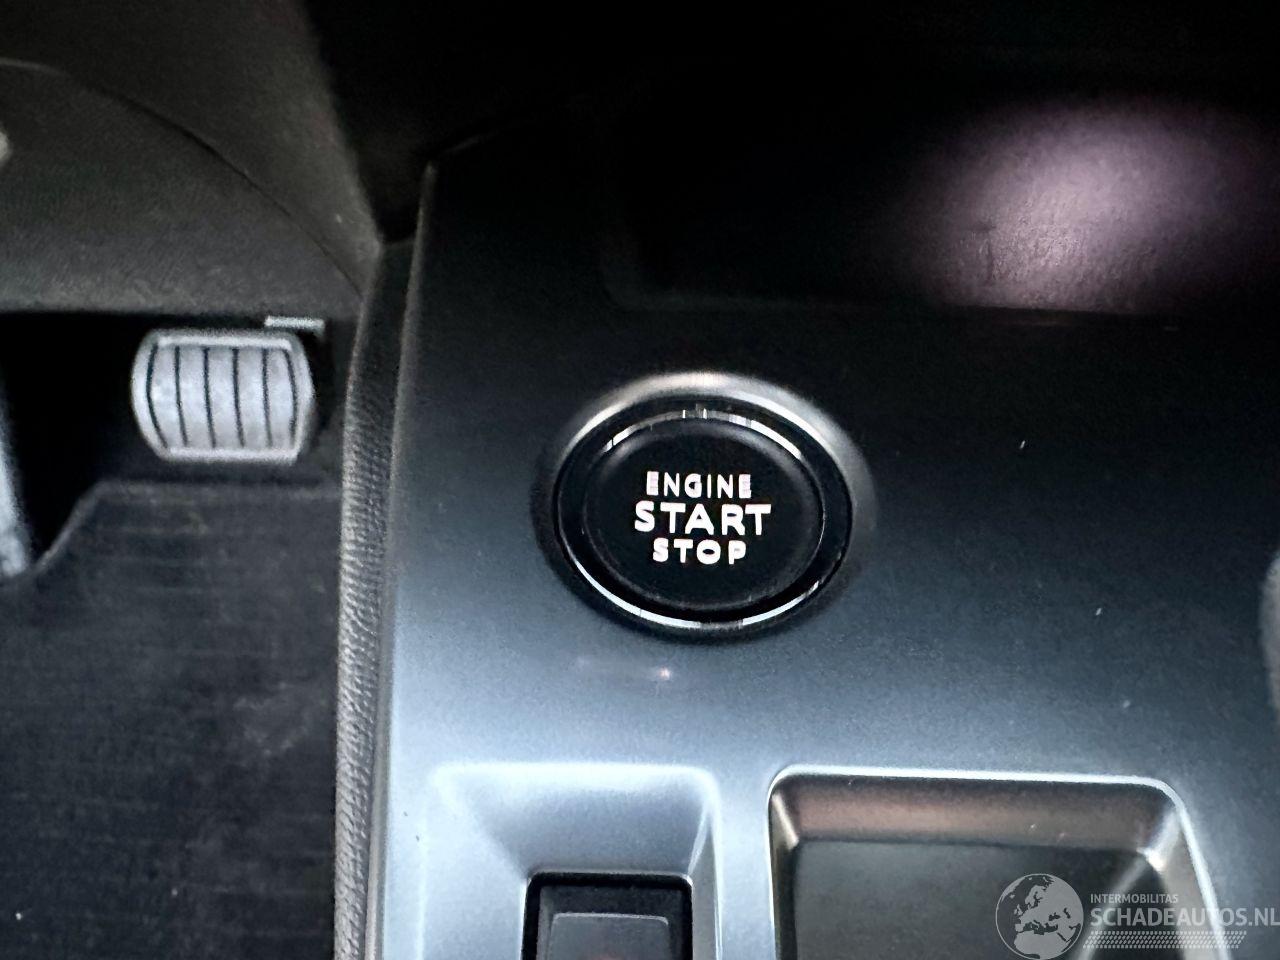 ENGINE
START
STOP
INTERMOBILITAS
SCHADEAUTOS.NL